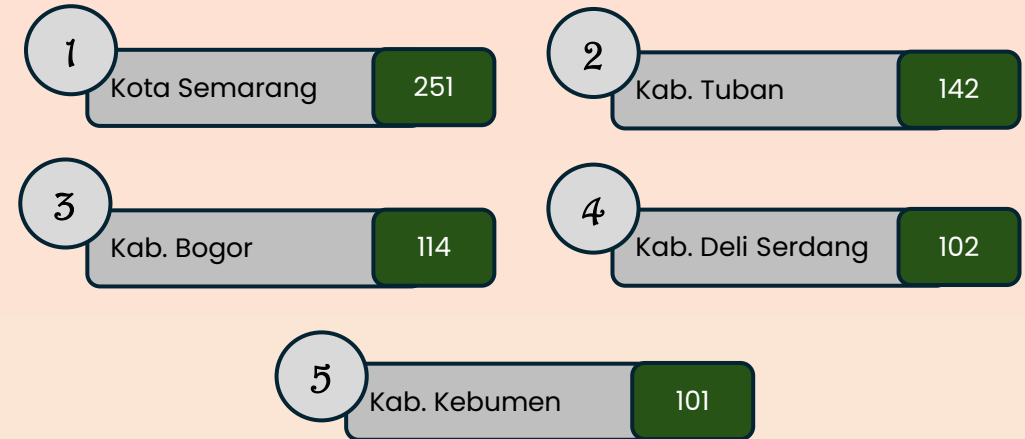 1
Kota Semarang 251
2
Kab. Tuban 142
3
Kab. Bogor 114
4
Kab. Deli Serdang 102
5
Kab. Kebumen 101